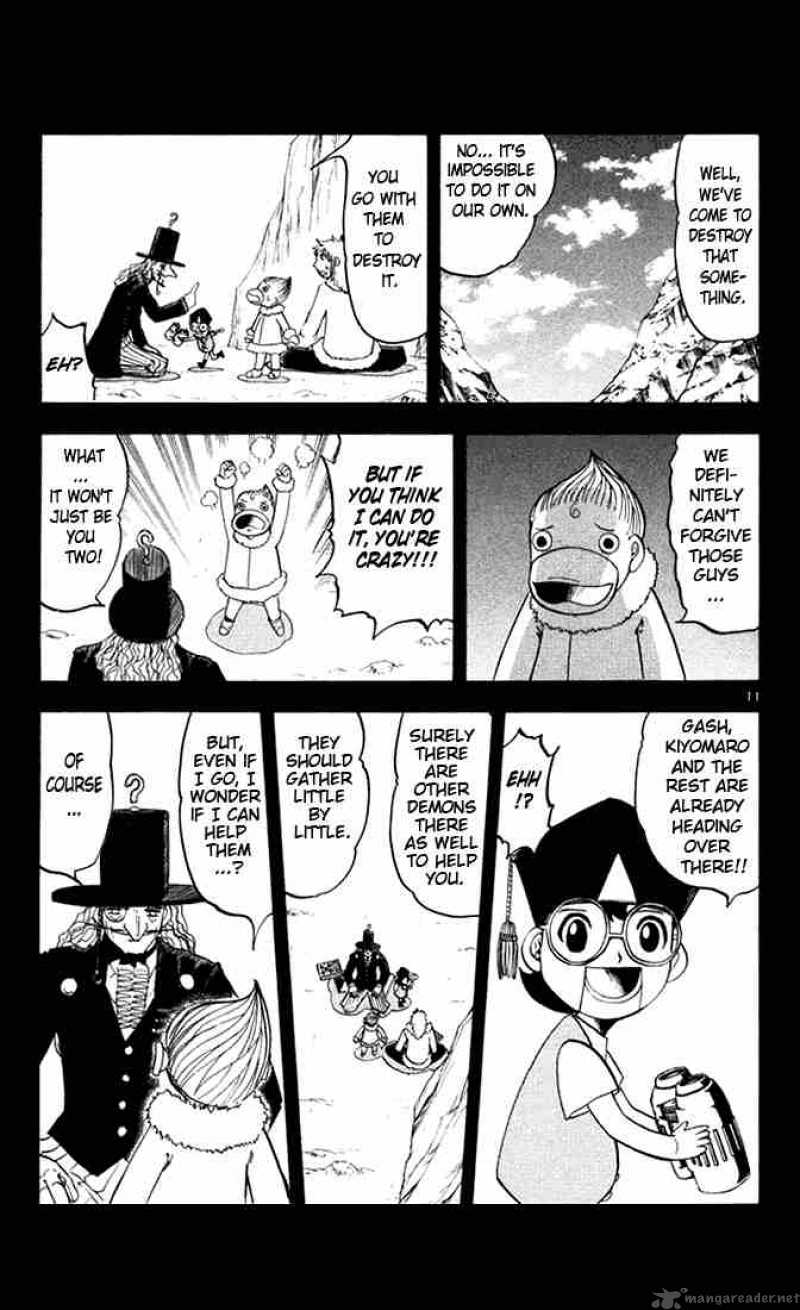 WELL,
WE'VE
COME TO
DESTROY
THAT
SOME-
THING.
NO... IT'S
IMPOSSIBLE
TO DO IT ON
OUR OWN.
YOU
GO WITH
THEM
TO
DESTROY
IT.
?
EH?
WE
DEFI-
NITELY
CAN'T
FORGIVE
THOSE
GUYS
...
BUT IF
YOU THINK
I CAN DO
IT, YOU'RE
CRAZY!!!
WHAT
...
IT WON'T
JUST BE
YOU
TWO!
?
11
GASH,
KIYOMARO
AND THE
REST ARE
ALREADY
HEADING
OVER
THERE!!
EHH
!?
SURELY
THERE
ARE
OTHER
DEMONS
THERE
AS WELL
TO HELP
YOU.
THEY
SHOULD
GATHER
LITTLE
BY
LITTLE.
BUT,
EVEN IF
I GO, I
WONDER
IF I CAN
HELP
THEM
...?
OF
COURSE
...
?
mangareader.net